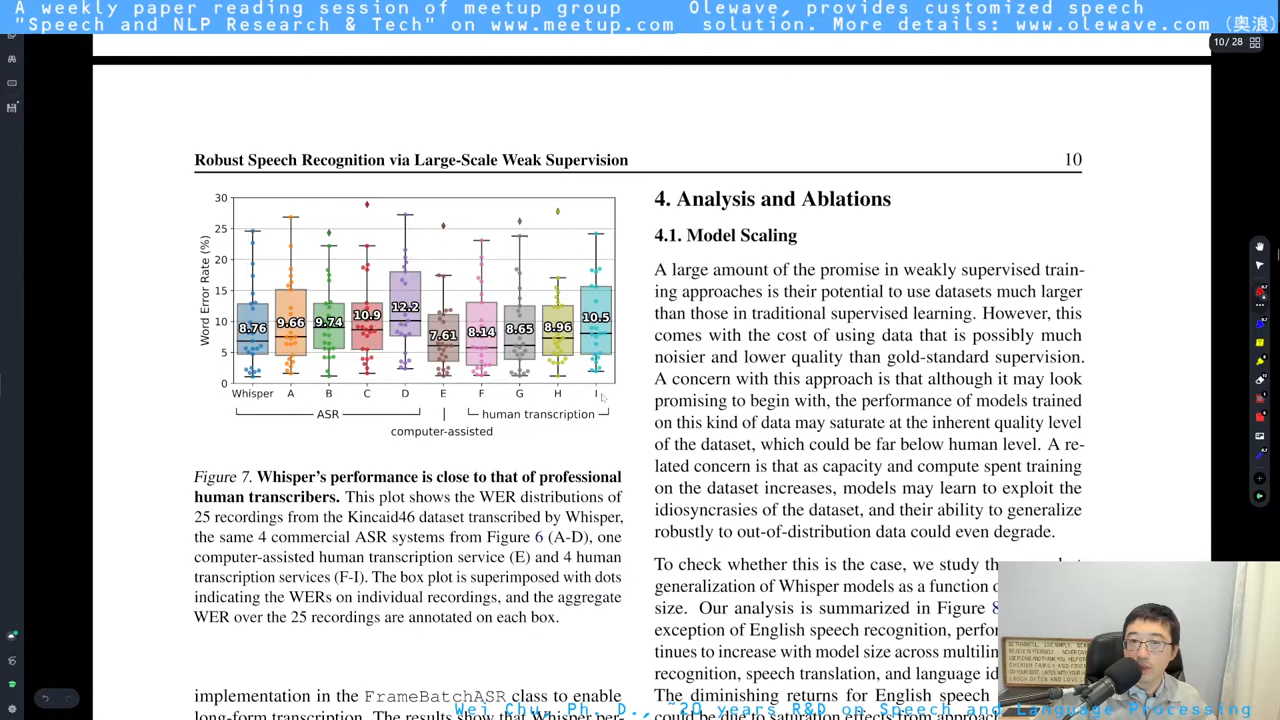 A weekly paper reading session of meetup group
"Speech and NLP Research & Tech" on www.meetup.com
Olewave, provides customized speech
solution. More details: www.olewave.com (奥浪)
10 / 28
Robust Speech Recognition via Large-Scale Weak Supervision
10
Word Error Rate (%)
30
25
20
15
10
5
0
8.76
9.66
9.74
10.9
12.2
7.61
8.14
8.65
8.96
10.5
Whisper A B C D E F G H I
ASR
human transcription
computer-assisted
Figure 7. Whisper's performance is close to that of professional
human transcribers. This plot shows the WER distributions of
25 recordings from the Kincaid46 dataset transcribed by Whisper,
the same 4 commercial ASR systems from Figure 6 (A-D), one
computer-assisted human transcription service (E) and 4 human
transcription services (F-I). The box plot is superimposed with dots
indicating the WERs on individual recordings, and the aggregate
WER over the 25 recordings are annotated on each box.
implementation in the FrameBatchASR class to enable
long-form transcription. The results show that Whisper per-
4. Analysis and Ablations
4.1. Model Scaling
A large amount of the promise in weakly supervised train-
ing approaches is their potential to use datasets much larger
than those in traditional supervised learning. However, this
comes with the cost of using data that is possibly much
noisier and lower quality than gold-standard supervision.
A concern with this approach is that although it may look
promising to begin with, the performance of models trained
on this kind of data may saturate at the inherent quality level
of the dataset, which could be far below human level. A re-
lated concern is that as capacity and compute spent training
on the dataset increases, models may learn to exploit the
idiosyncrasies of the dataset, and their ability to generalize
robustly to out-of-distribution data could even degrade.
To check whether this is the case, we study the
generalization of Whisper models as a function
size. Our analysis is summarized in Figure 8
exception of English speech recognition,
tinues to increase with model size across
recognition, speech translation, and language
The diminishing returns for English speech
could be due to saturation effects from
Wei Chu, Ph. D., ~20 years R&D on Speech and Language Processing